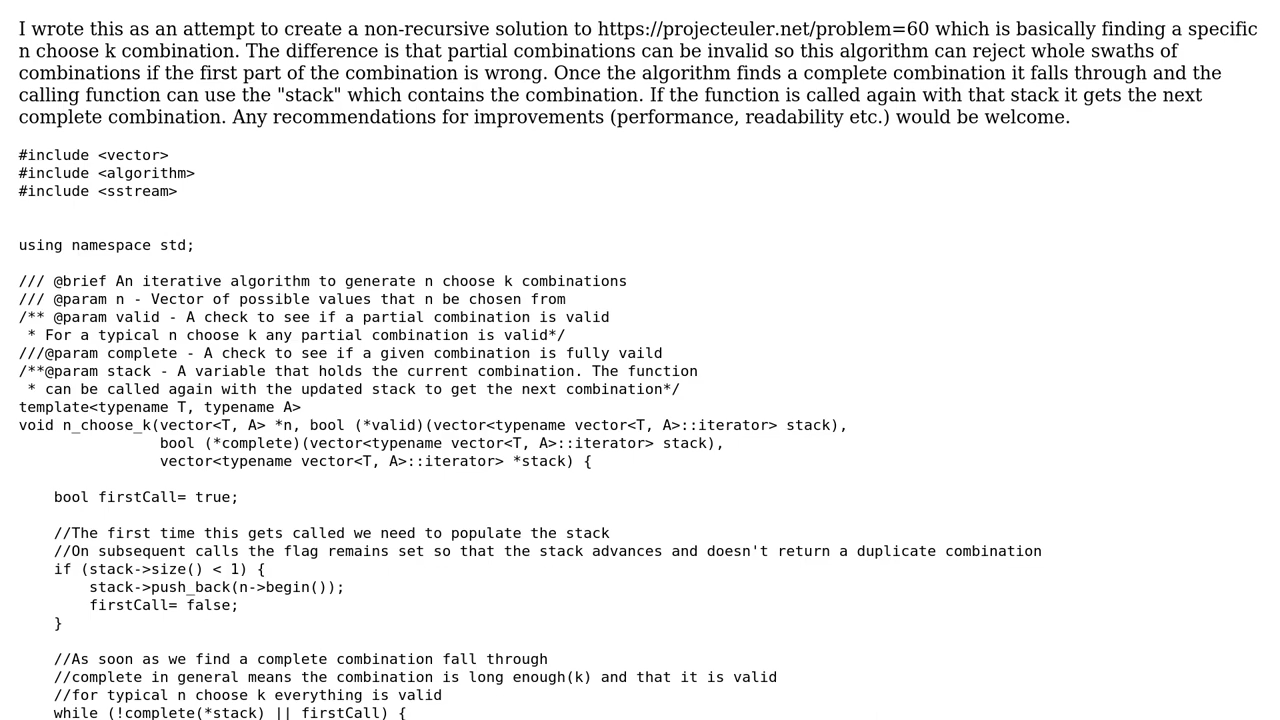 I wrote this as an attempt to create a non-recursive solution to https://projecteuler.net/problem=60 which is basically finding a specific
n choose k combination. The difference is that partial combinations can be invalid so this algorithm can reject whole swaths of
combinations if the first part of the combination is wrong. Once the algorithm finds a complete combination it falls through and the
calling function can use the "stack" which contains the combination. If the function is called again with that stack it gets the next
complete combination. Any recommendations for improvements (performance, readability etc.) would be welcome.
#include <vector>
#include <algorithm>
#include <sstream>
using namespace std;
/// @brief An iterative algorithm to generate n choose k combinations
/// @param n - Vector of possible values that n be chosen from
/** @param valid - A check to see if a partial combination is valid
 * For a typical n choose k any partial combination is valid*/
///@param complete - A check to see if a given combination is fully vaild
/**@param stack - A variable that holds the current combination. The function
 * can be called again with the updated stack to get the next combination*/
template<typename T, typename A>
void n_choose_k(vector<T, A> *n, bool (*valid)(vector<typename vector<T, A>::iterator> stack),
                bool (*complete)(vector<typename vector<T, A>::iterator> stack),
                vector<typename vector<T, A>::iterator> *stack) {
    bool firstCall= true;
    //The first time this gets called we need to populate the stack
    //On subsequent calls the flag remains set so that the stack advances and doesn't return a duplicate combination
    if (stack->size() < 1) {
        stack->push_back(n->begin());
        firstCall= false;
    }
    //As soon as we find a complete combination fall through
    //complete in general means the combination is long enough(k) and that it is valid
    //for typical n choose k everything is valid
    while (!complete(*stack) || firstCall) {